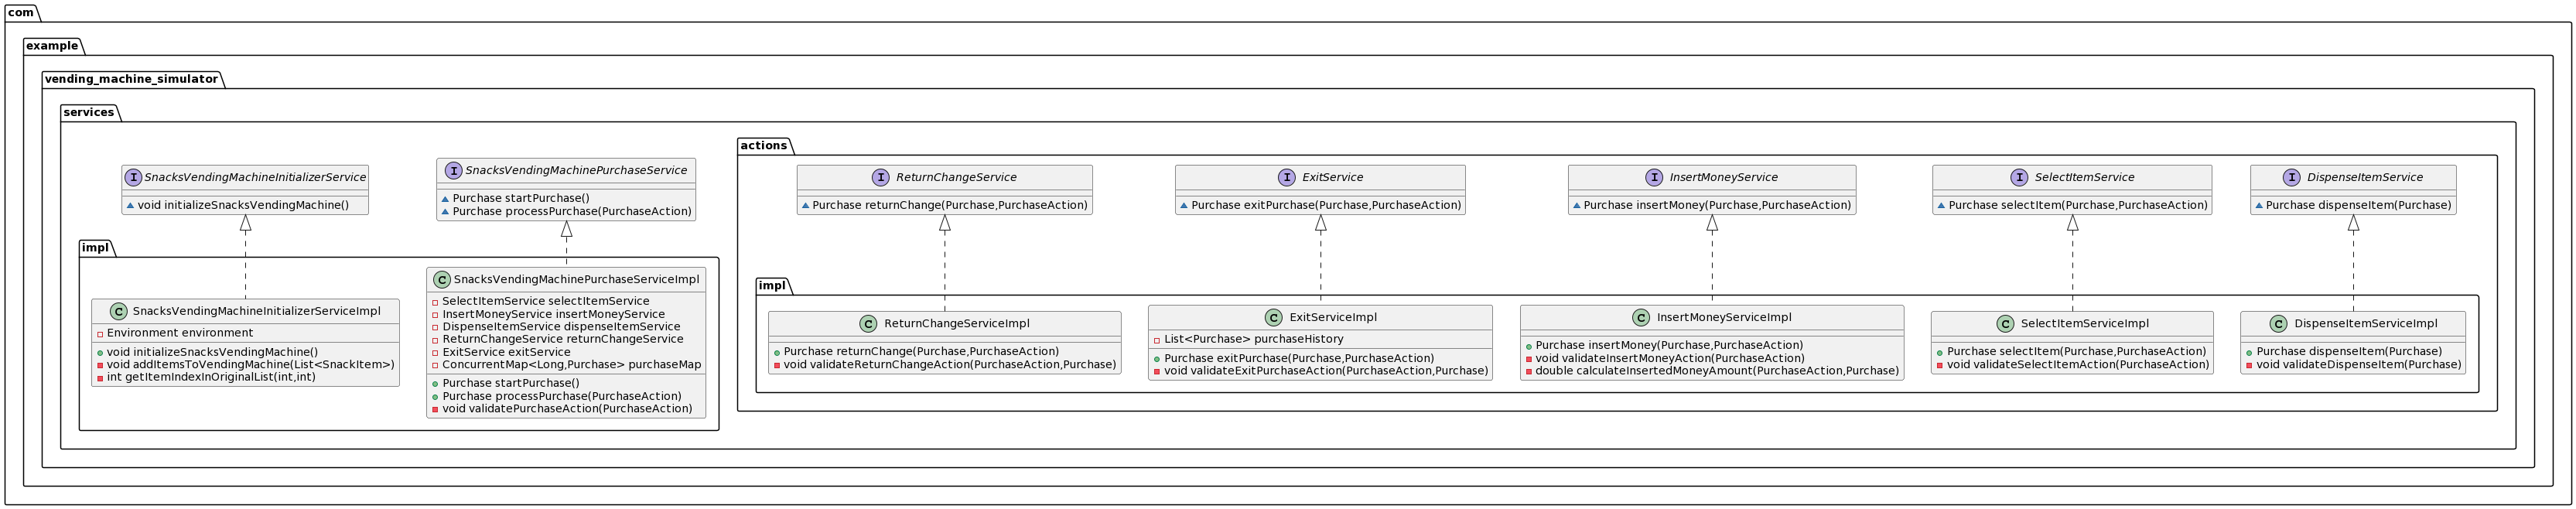 com
example
vending_machine_simulator
services
I SnacksVendingMachineInitializerService
void initializeSnacksVendingMachine()
I SnacksVendingMachinePurchaseService
Purchase startPurchase()
Purchase processPurchase(PurchaseAction)
impl
C SnacksVendingMachineInitializerServiceImpl
Environment environment
void initializeSnacksVendingMachine()
void addItemsToVendingMachine(List<SnackItem>)
int getItemIndexInOriginalList(int,int)
C SnacksVendingMachinePurchaseServiceImpl
SelectItemService selectItemService
InsertMoneyService insertMoneyService
DispenseItemService dispenseItemService
ReturnChangeService returnChangeService
ExitService exitService
ConcurrentMap<Long,Purchase> purchaseMap
Purchase startPurchase()
Purchase processPurchase(PurchaseAction)
void validatePurchaseAction(PurchaseAction)
actions
I ReturnChangeService
Purchase returnChange(Purchase,PurchaseAction)
I ExitService
Purchase exitPurchase(Purchase,PurchaseAction)
I InsertMoneyService
Purchase insertMoney(Purchase,PurchaseAction)
I SelectItemService
Purchase selectItem(Purchase,PurchaseAction)
I DispenseItemService
Purchase dispenseItem(Purchase)
impl
C ReturnChangeServiceImpl
Purchase returnChange(Purchase,PurchaseAction)
void validateReturnChangeAction(PurchaseAction,Purchase)
C ExitServiceImpl
List<Purchase> purchaseHistory
Purchase exitPurchase(Purchase,PurchaseAction)
void validateExitPurchaseAction(PurchaseAction,Purchase)
C InsertMoneyServiceImpl
Purchase insertMoney(Purchase,PurchaseAction)
void validateInsertMoneyAction(PurchaseAction)
double calculateInsertedMoneyAmount(PurchaseAction,Purchase)
C SelectItemServiceImpl
Purchase selectItem(Purchase,PurchaseAction)
void validateSelectItemAction(PurchaseAction)
C DispenseItemServiceImpl
Purchase dispenseItem(Purchase)
void validateDispenseItem(Purchase)